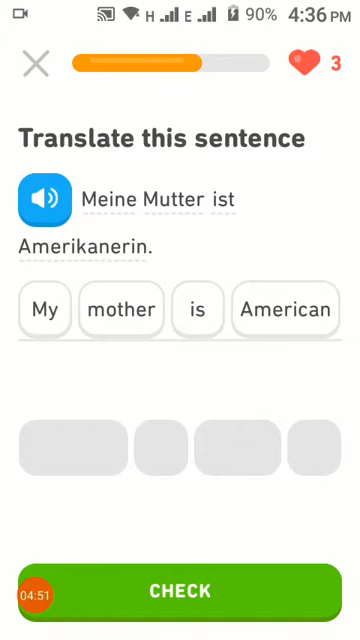 H E 90% 4:36 PM
3
Translate this sentence
Meine Mutter ist
Amerikanerin.
My mother is American
CHECK
04:51